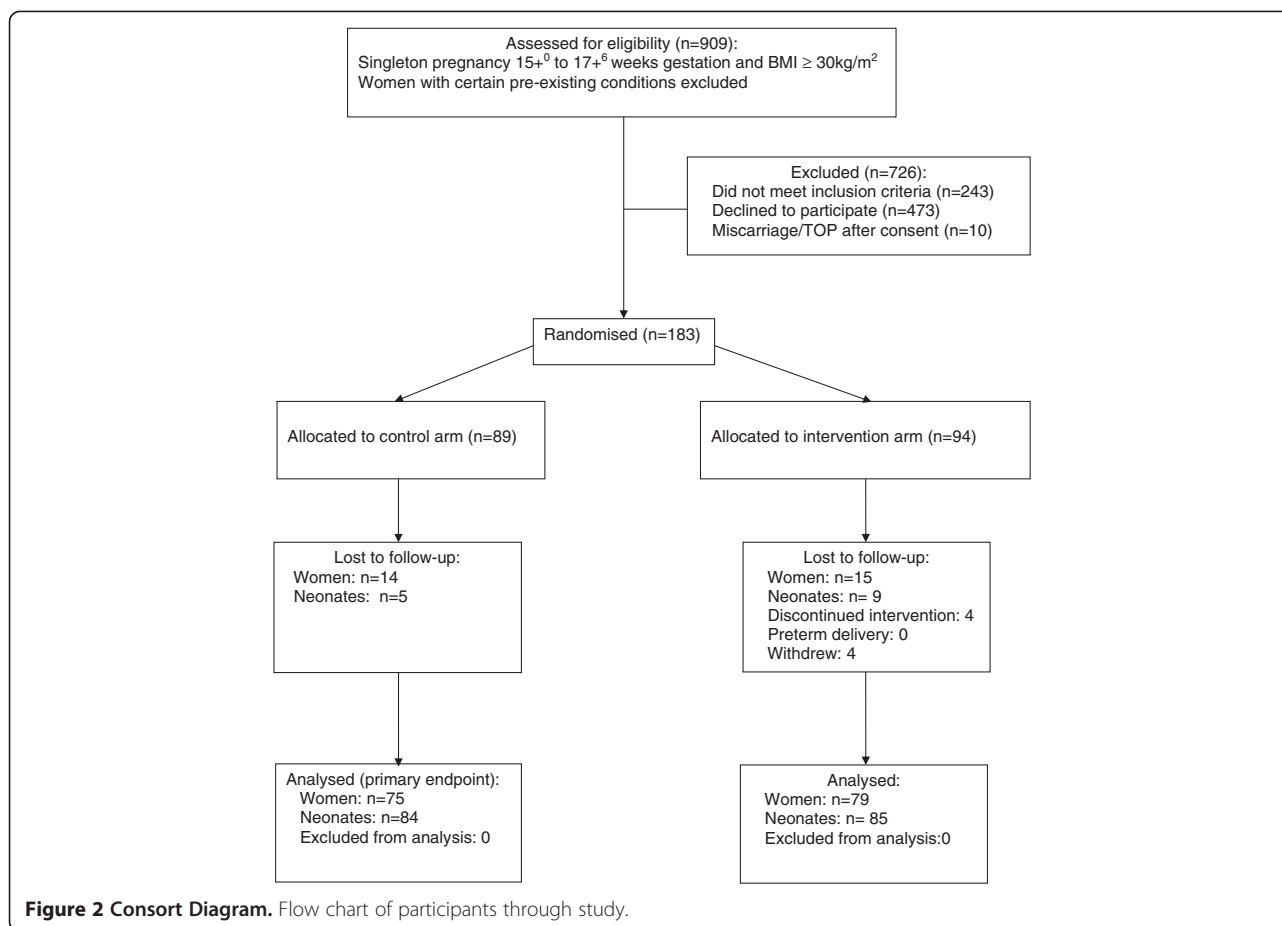 Assessed for eligibility (n=909):
Singleton pregnancy 15+⁰ to 17+⁶ weeks gestation and BMI ≥ 30kg/m²
Women with certain pre-existing conditions excluded
Excluded (n=726):
Did not meet inclusion criteria (n=243)
Declined to participate (n=473)
Miscarriage/TOP after consent (n=10)
Randomised (n=183)
Allocated to control arm (n=89)
Allocated to intervention arm (n=94)
Lost to follow-up:
Women: n=14
Neonates: n=5
Lost to follow-up:
Women: n=15
Neonates: n= 9
Discontinued intervention: 4
Preterm delivery: 0
Withdrew: 4
Analysed (primary endpoint):
Women: n=75
Neonates: n=84
Excluded from analysis: 0
Analysed:
Women: n=79
Neonates: n= 85
Excluded from analysis:0
Figure 2 Consort Diagram. Flow chart of participants through study.